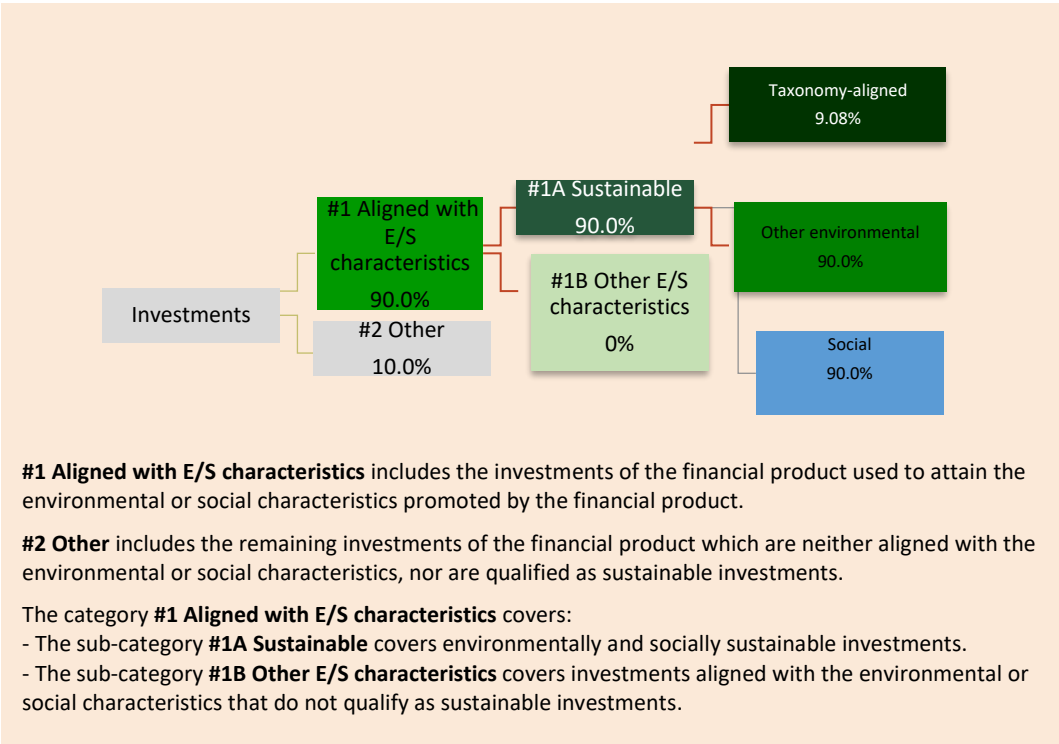 Taxonomy-aligned
9.08%
#1A Sustainable
90.0%
#1 Aligned with
E/S
characteristics
90.0%
Other environmental
90.0%
#1B Other E/S
characteristics
0%
Investments
#2 Other
10.0%
Social
90.0%
#1 Aligned with E/S characteristics includes the investments of the financial product used to attain the
environmental or social characteristics promoted by the financial product.
#2 Other includes the remaining investments of the financial product which are neither aligned with the
environmental or social characteristics, nor are qualified as sustainable investments.
The category #1 Aligned with E/S characteristics covers:
- The sub-category #1A Sustainable covers environmentally and socially sustainable investments.
- The sub-category #1B Other E/S characteristics covers investments aligned with the environmental or
social characteristics that do not qualify as sustainable investments.